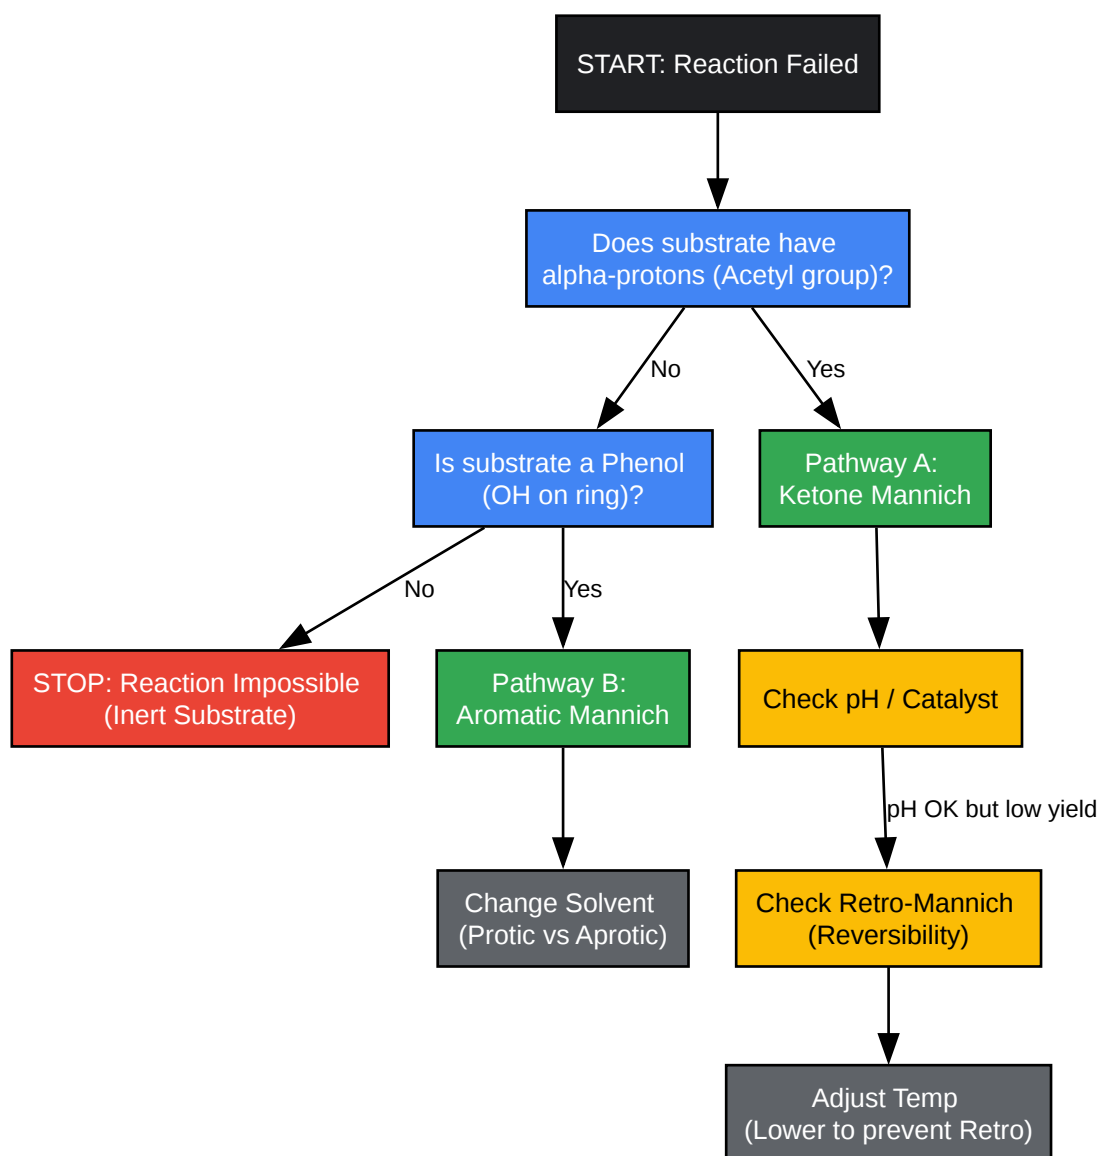 START: Reaction Failed
Does substrate have
alpha-protons (Acetyl group)?
No
Yes
Is substrate a Phenol
(OH on ring)?
Pathway A:
Ketone Mannich
No
Yes
STOP: Reaction Impossible
(Inert Substrate)
Pathway B:
Aromatic Mannich
Check pH / Catalyst
pH OK but low yield
Change Solvent
(Protic vs Aprotic)
Check Retro-Mannich
(Reversibility)
Adjust Temp
(Lower to prevent Retro)